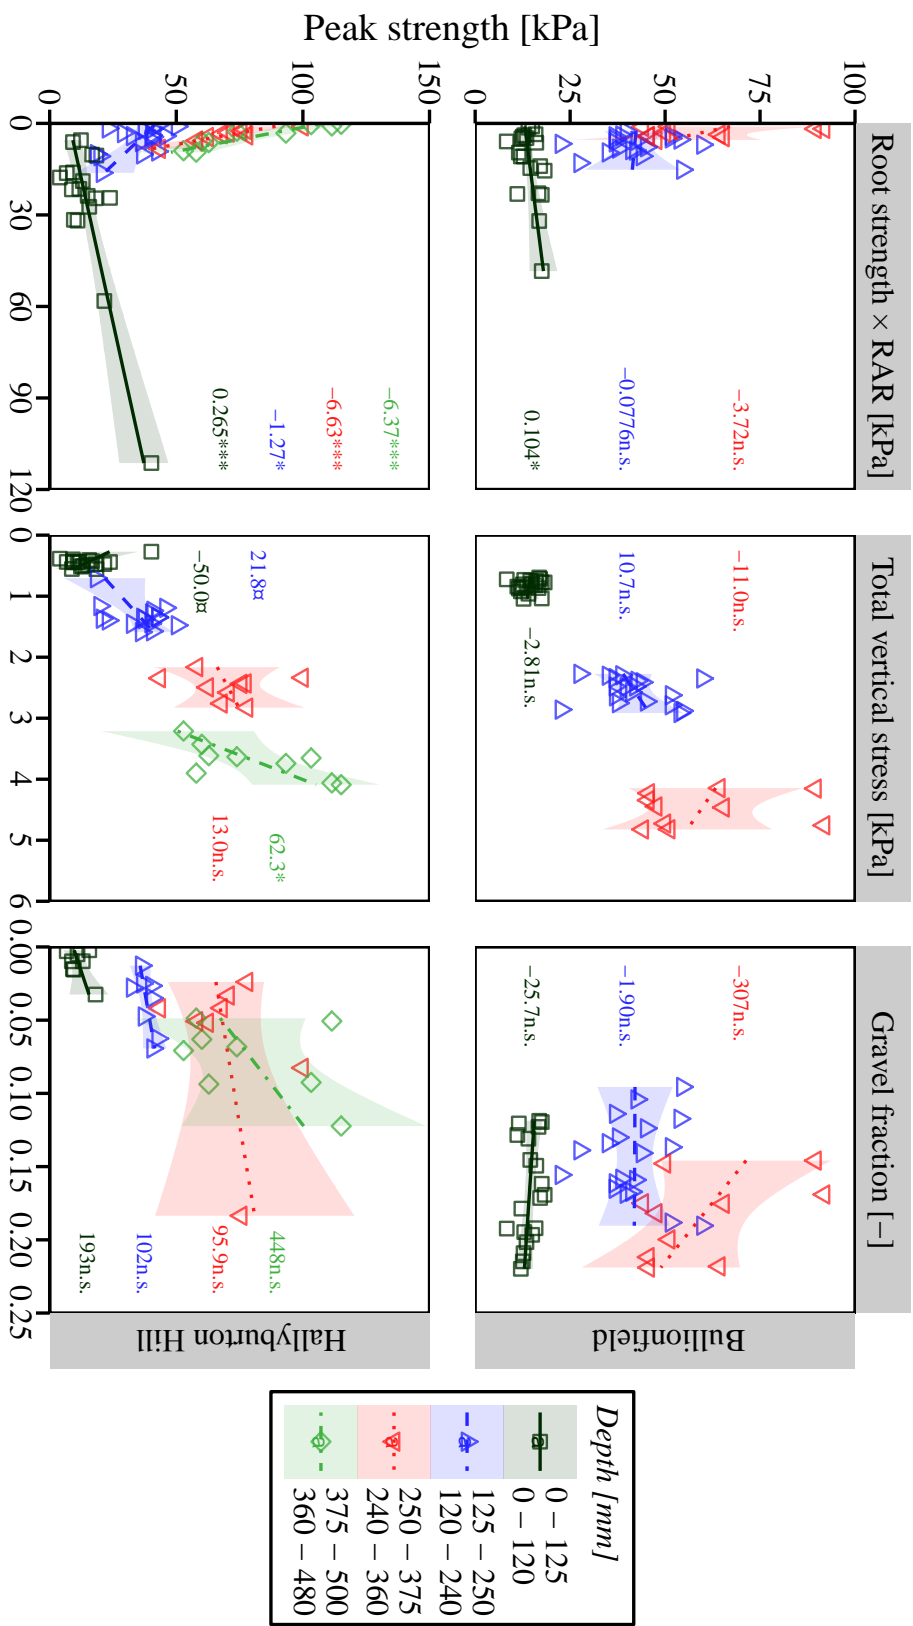 Root strength × RAR [kPa]
Total vertical stress [kPa]
Gravel fraction [−]
Peak strength [kPa]
100
75
50
25
0
−3.72n.s.
−0.0776n.s.
0.104*
−11.0n.s.
10.7n.s.
−2.81n.s.
−307n.s.
−1.90n.s.
−25.7n.s.
Bullionfield
150
100
50
0
−6.37***
−6.63***
−1.27*
0.265***
21.8¤
−50.0¤
62.3*
13.0n.s.
448n.s.
95.9n.s.
102n.s.
193n.s.
Hallyburton Hill
0 30 60 90 120
0 1 2 3 4 5 6
0.00 0.05 0.10 0.15 0.20 0.25
Depth [mm]
0 − 125
0 − 120
125 − 250
120 − 240
250 − 375
240 − 360
375 − 500
360 − 480